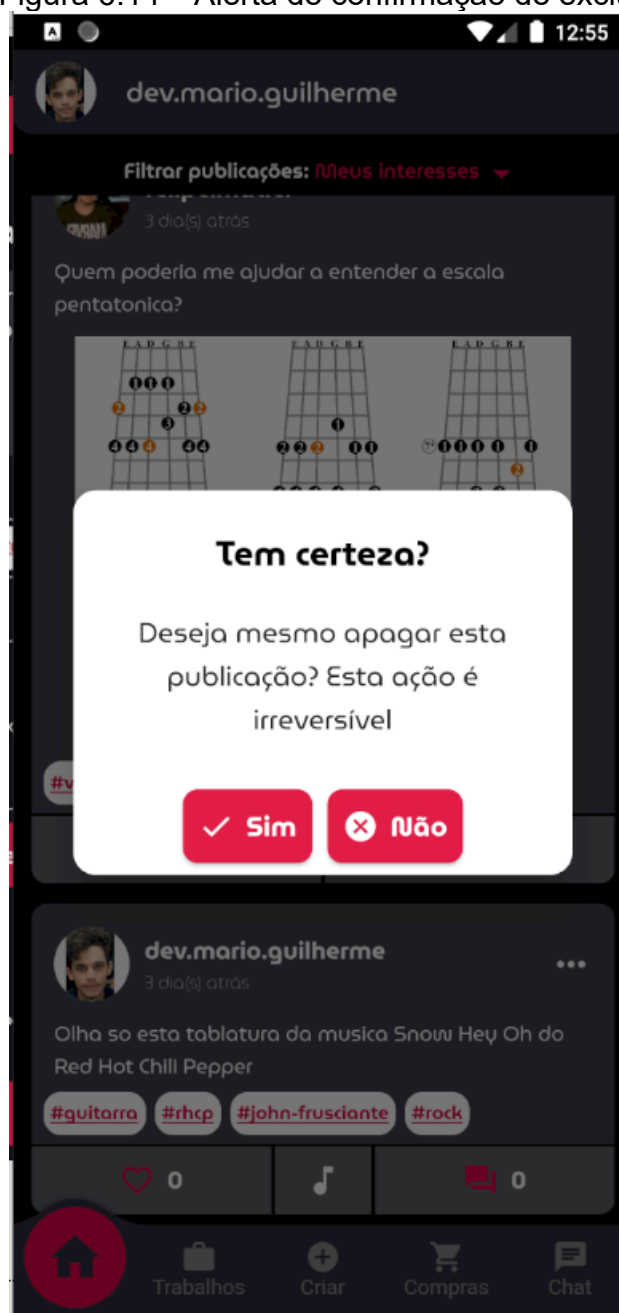 12:55
dev.mario.guilherme
Filtrar publicações: Meus interesses
3 dia(s) atrás
Quem poderia me ajudar a entender a escala
pentatonica?
E A D G B E E A D G B E E A D G B E
Tem certeza?
Deseja mesmo apagar esta
publicação? Esta ação é
irreversível
Sim Não
dev.mario.guilherme
3 dia(s) atrás
Olha so esta tablatura da musica Snow Hey Oh do
Red Hot Chili Pepper
#guitarra #rhcp #john-frusciante #rock
0 0
Trabalhos Criar Compras Chat